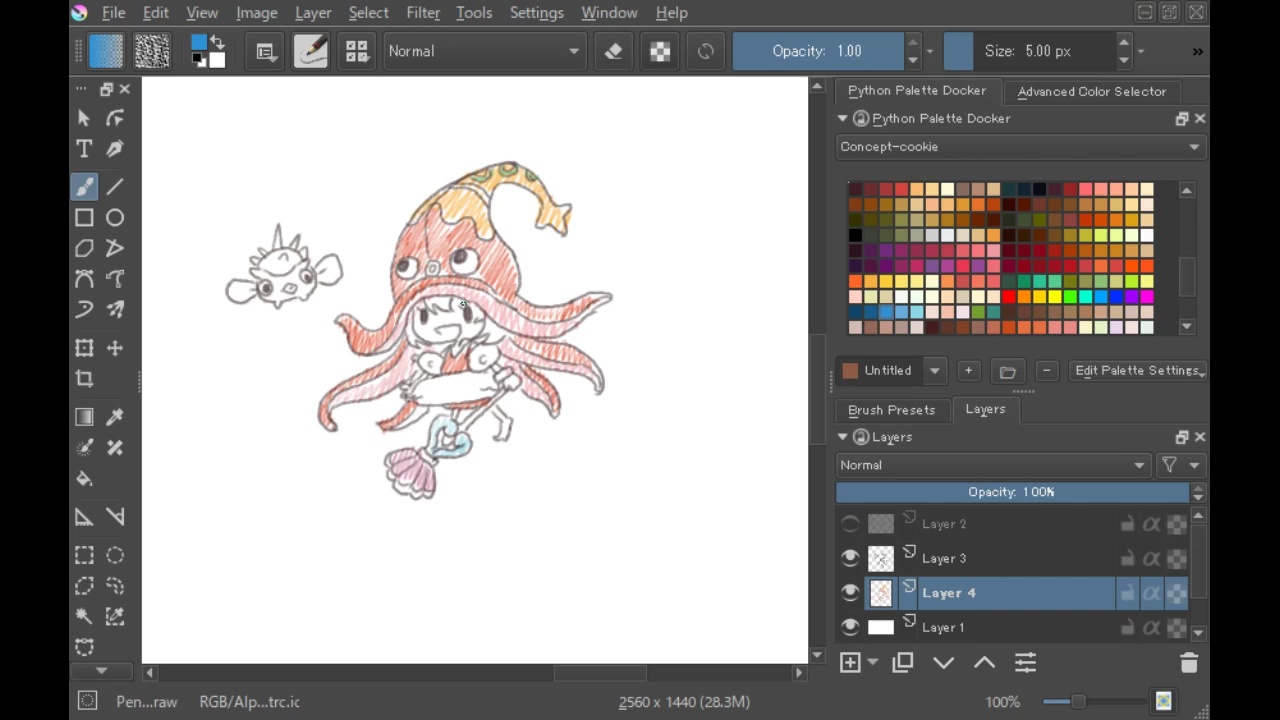 File Edit View Image Layer Select Filter Tools Settings Window Help
Normal Opacity: 1.00 Size: 5.00 px »
Python Palette Docker Advanced Color Selector
Python Palette Docker
Concept-cookie
Untitled Edit Palette Settings...
Brush Presets Layers
Layers
Normal
Opacity: 100%
Layer 2
Layer 3
Layer 4
Layer 1
Pen...raw RGB/Alp...trc.ic 2560 x 1440 (28.3M) 100%